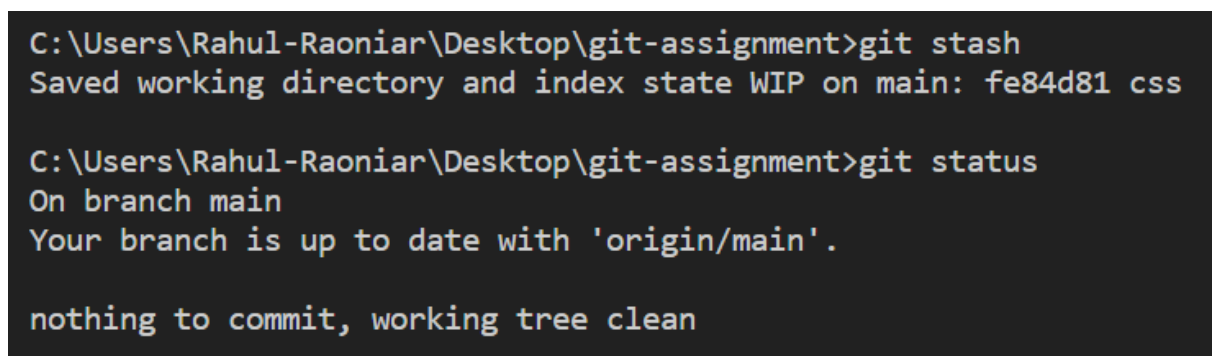 C:\Users\Rahul-Raoniar\Desktop\git-assignment>git stash
Saved working directory and index state WIP on main: fe84d81 css
C:\Users\Rahul-Raoniar\Desktop\git-assignment>git status
On branch main
Your branch is up to date with 'origin/main'.
nothing to commit, working tree clean